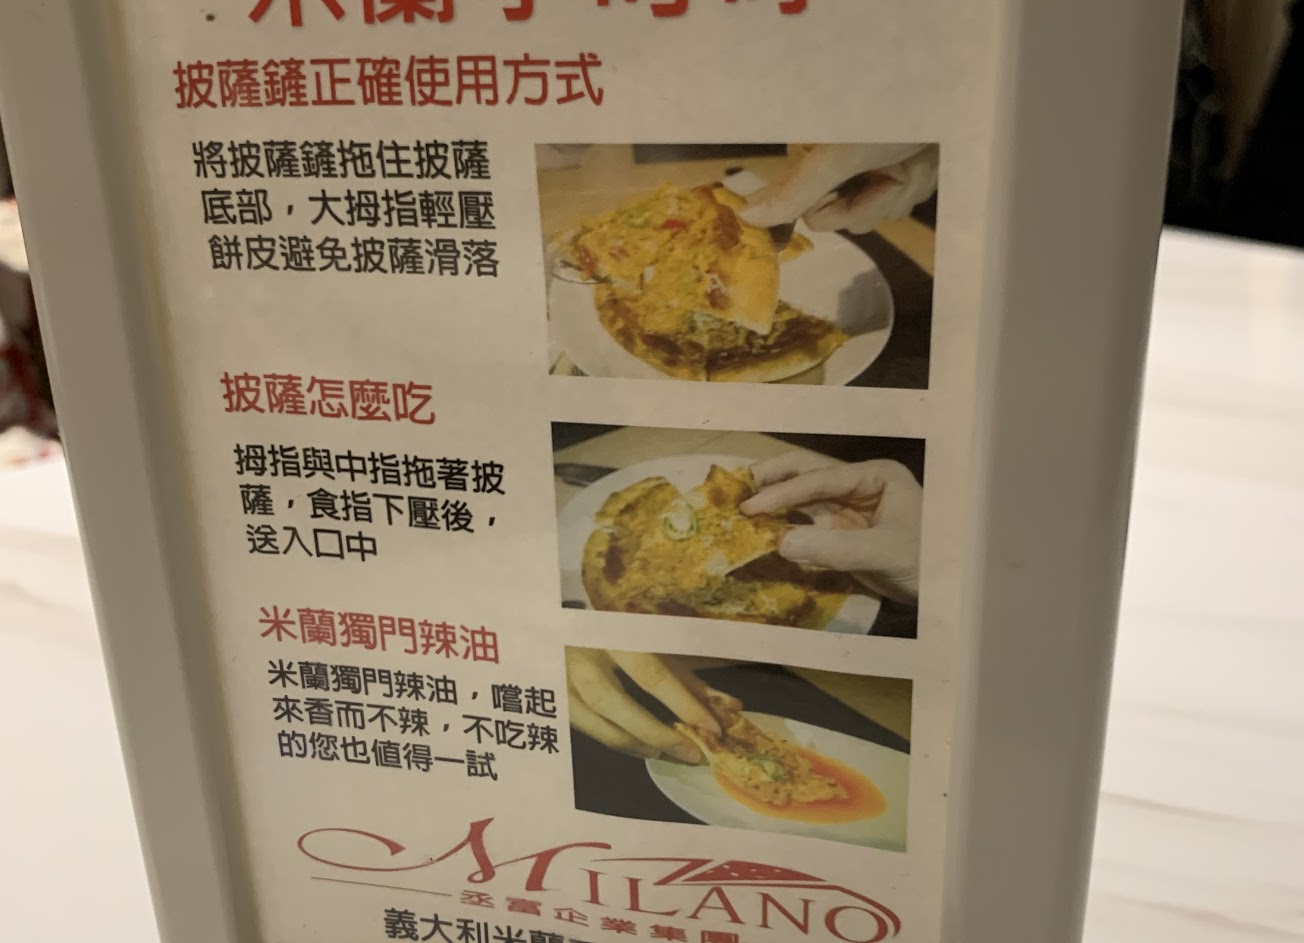 披薩鏟正確使用方式
將披薩鏟拖住披薩
底部，大拇指輕壓
餅皮避免披薩滑落
披薩怎麼吃
拇指與中指拖著披
薩，食指下壓後，
送入口中
米蘭獨門辣油
米蘭獨門辣油，嚐起
來香而不辣，不吃辣
的您也值得一試
MILANO
丞富企業集團
義大利米蘭